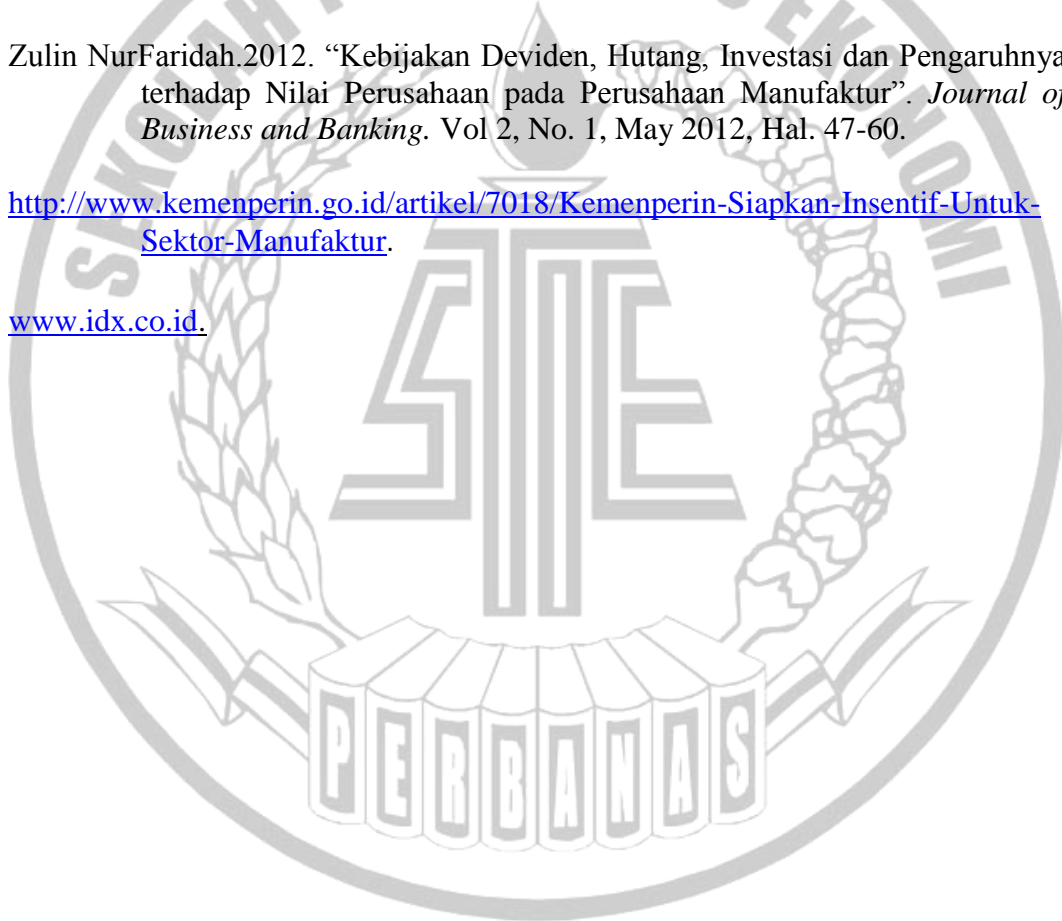 Zulin NurFaridah.2012. “Kebijakan Deviden, Hutang, Investasi dan Pengaruhnya
terhadap Nilai Perusahaan pada Perusahaan Manufaktur”. Journal of
Business and Banking. Vol 2, No. 1, May 2012, Hal. 47-60.
http://www.kemenperin.go.id/artikel/7018/Kemenperin-Siapkan-Insentif-Untuk-
Sektor-Manufaktur.
www.idx.co.id.
STIE
PERBANAS